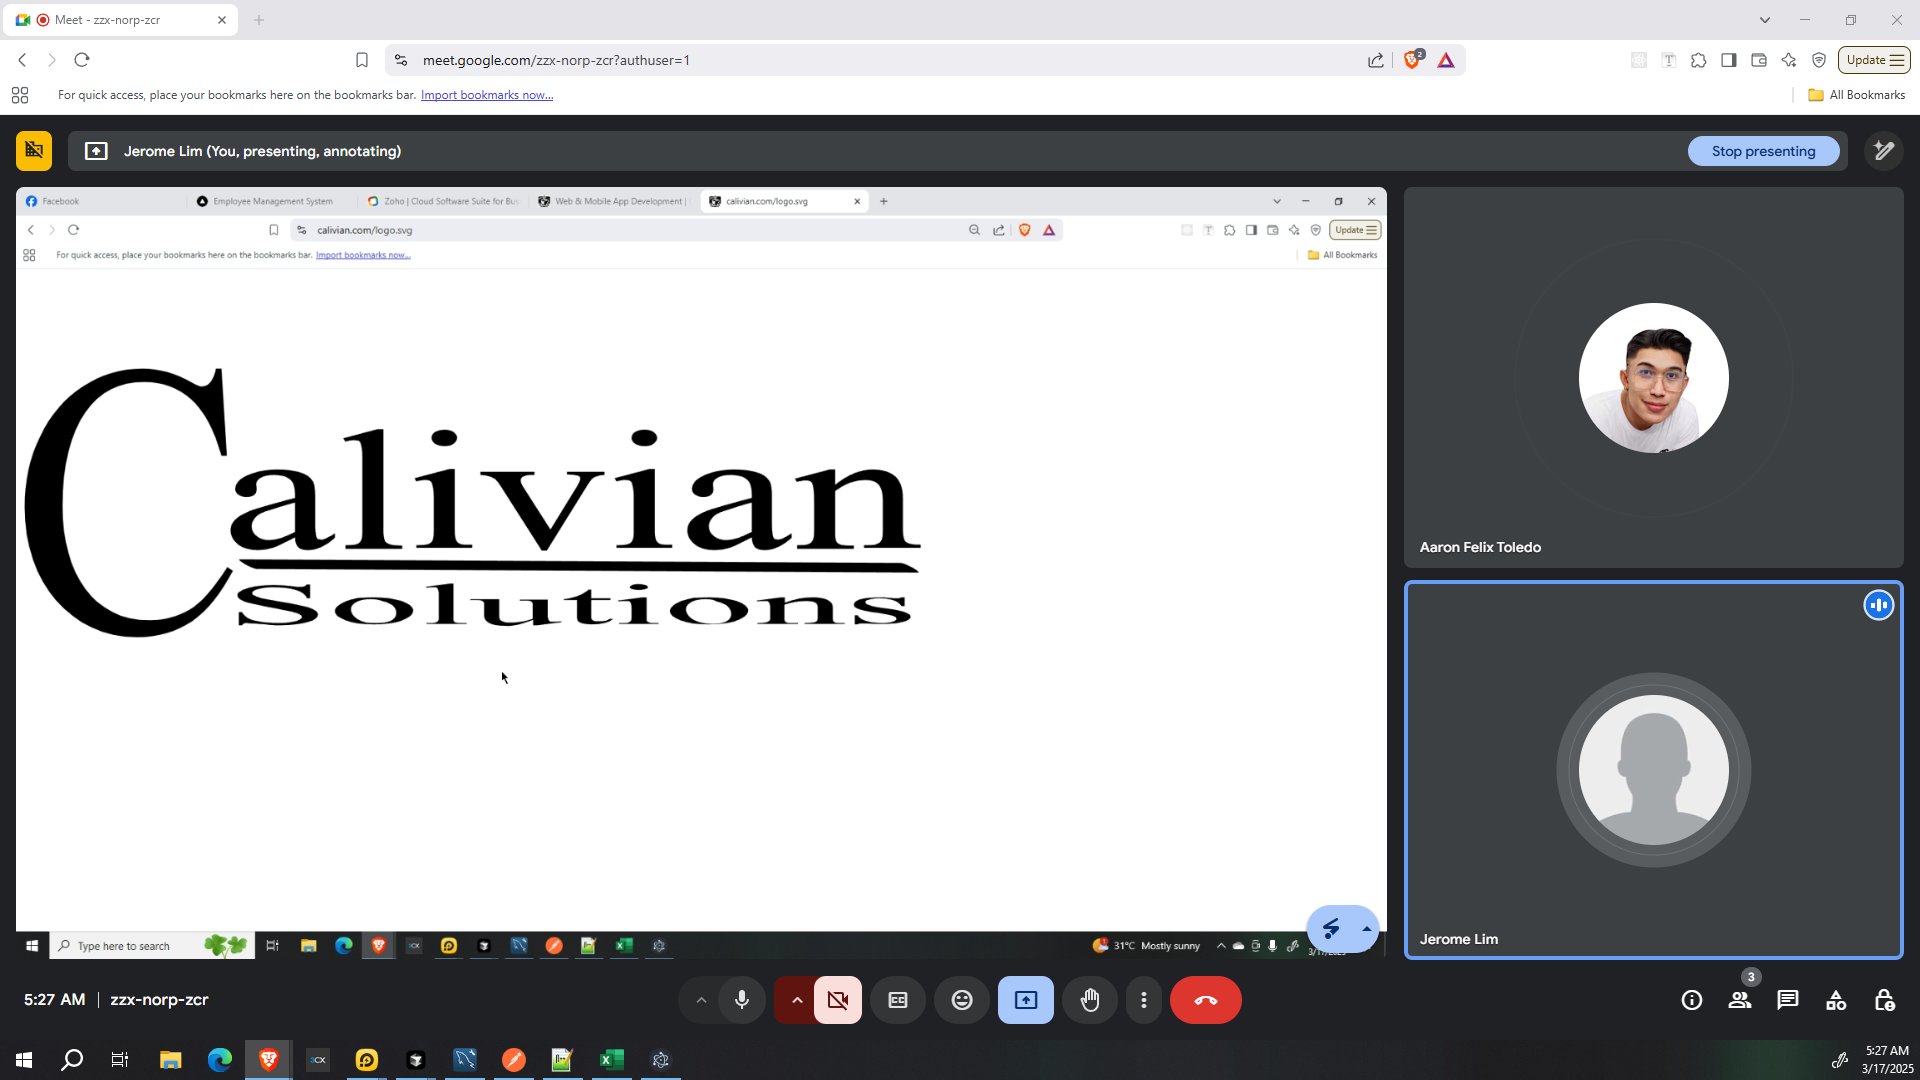 Meet - zzx-norp-zcr
meet.google.com/zzx-norp-zcr?authuser=1
2
Update
For quick access, place your bookmarks here on the bookmarks bar. Import bookmarks now...
All Bookmarks
Jerome Lim (You, presenting, annotating)
Stop presenting
Facebook
Employee Management System
Zoho | Cloud Software Suite for Bu
Web & Mobile App Development |
calivian.com/logo.svg
calivian.com/logo.svg
Update
For quick access, place your bookmarks here on the bookmarks bar. Import bookmarks now...
All Bookmarks
Calivian
Solutions
Aaron Felix Toledo
Jerome Lim
Type here to search
31°C Mostly sunny
5:27 AM | zzx-norp-zcr
CC
3
3CX
5:27 AM
3/17/2025